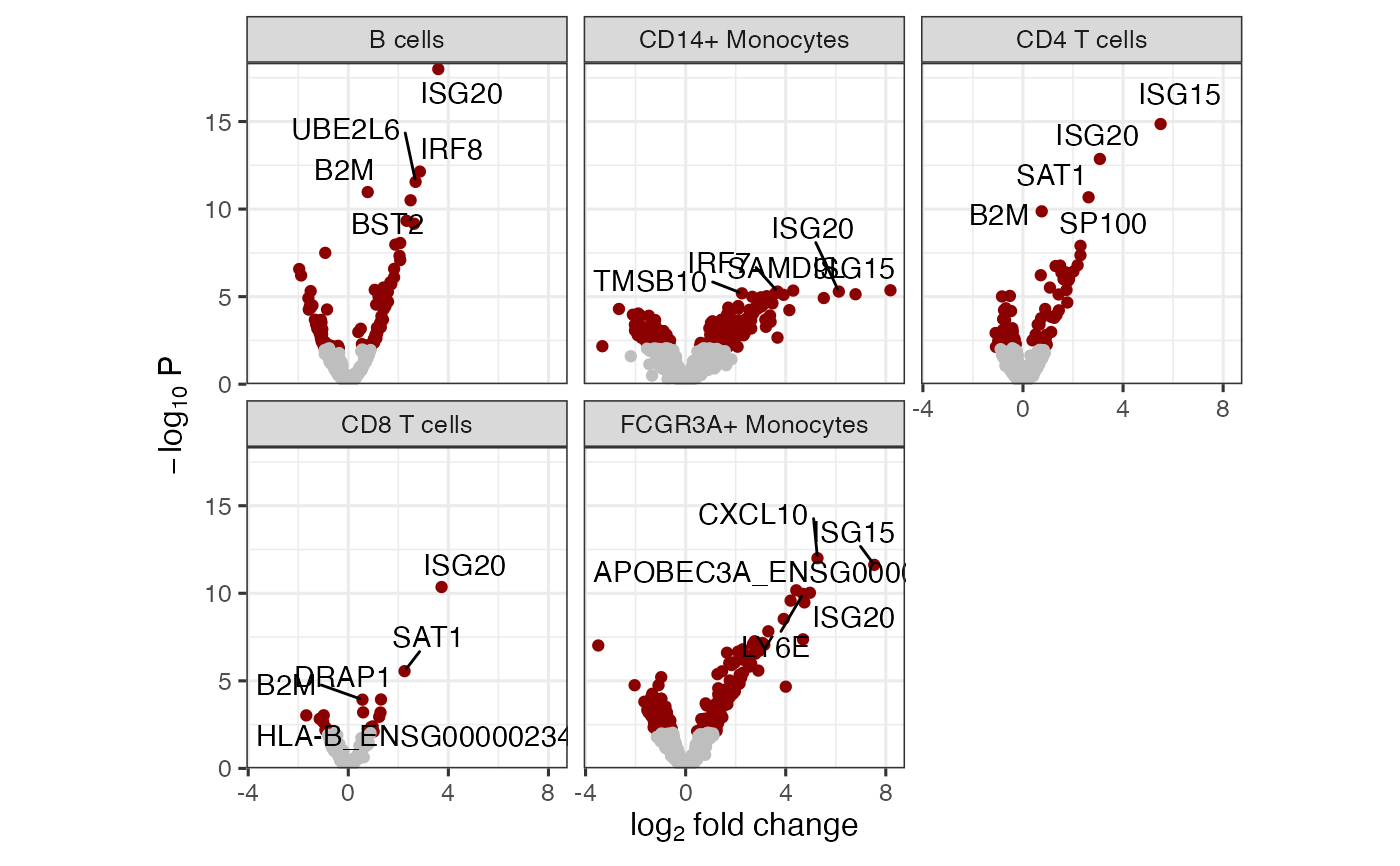 B cells
CD14+ Monocytes
CD4 T cells
15
10
5
0
ISG20
UBE2L6
IRF8
B2M
BST2
ISG20
IRF7
SAMD9L
ISG15
TMSB10
ISG15
ISG20
SAT1
B2M
SP100
-4 0 4 8
CD8 T cells
FCGR3A+ Monocytes
15
10
5
0
ISG20
SAT1
DRAP1
B2M
HLA-B_ENSG00000234
CXCL10
ISG15
APOBEC3A_ENSG0000
ISG20
LY6E
-4 0 4 8
-4 0 4 8
−log10 P
log2 fold change